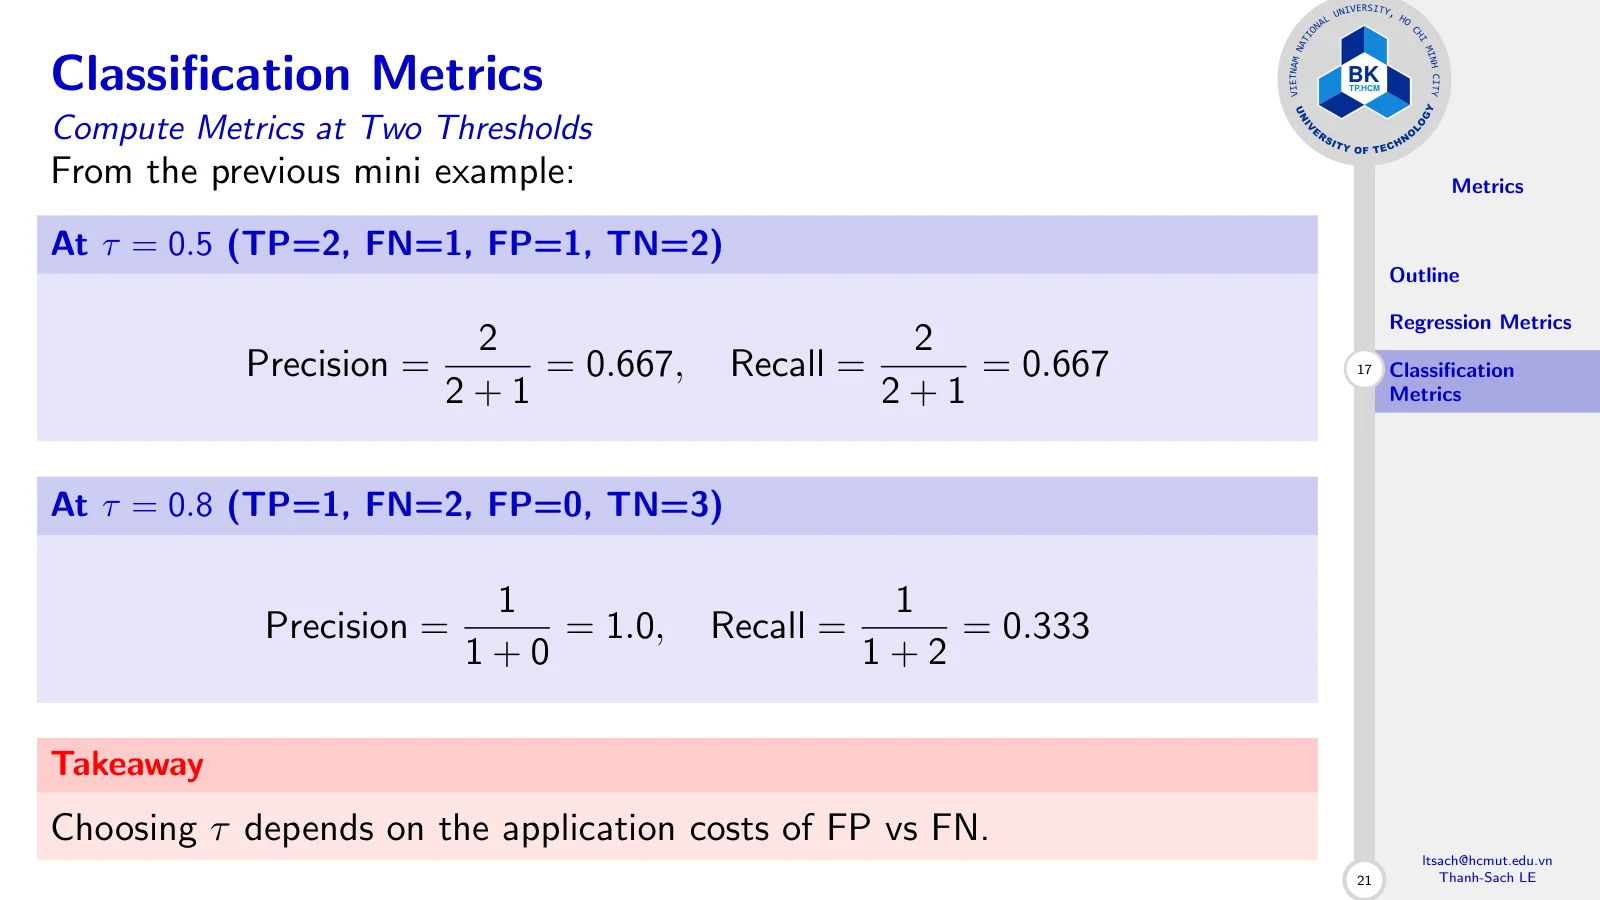 Classification Metrics
Compute Metrics at Two Thresholds
From the previous mini example:
At τ = 0.5 (TP=2, FN=1, FP=1, TN=2)
Precision = 2 / (2 + 1) = 0.667, Recall = 2 / (2 + 1) = 0.667
At τ = 0.8 (TP=1, FN=2, FP=0, TN=3)
Precision = 1 / (1 + 0) = 1.0, Recall = 1 / (1 + 2) = 0.333
Takeaway
Choosing τ depends on the application costs of FP vs FN.
VIETNAM NATIONAL UNIVERSITY, HO CHI MINH CITY
BK
TP.HCM
UNIVERSITY OF TECHNOLOGY
Metrics
Outline
Regression Metrics
17
Classification
Metrics
ltsach@hcmut.edu.vn
Thanh-Sach LE
21